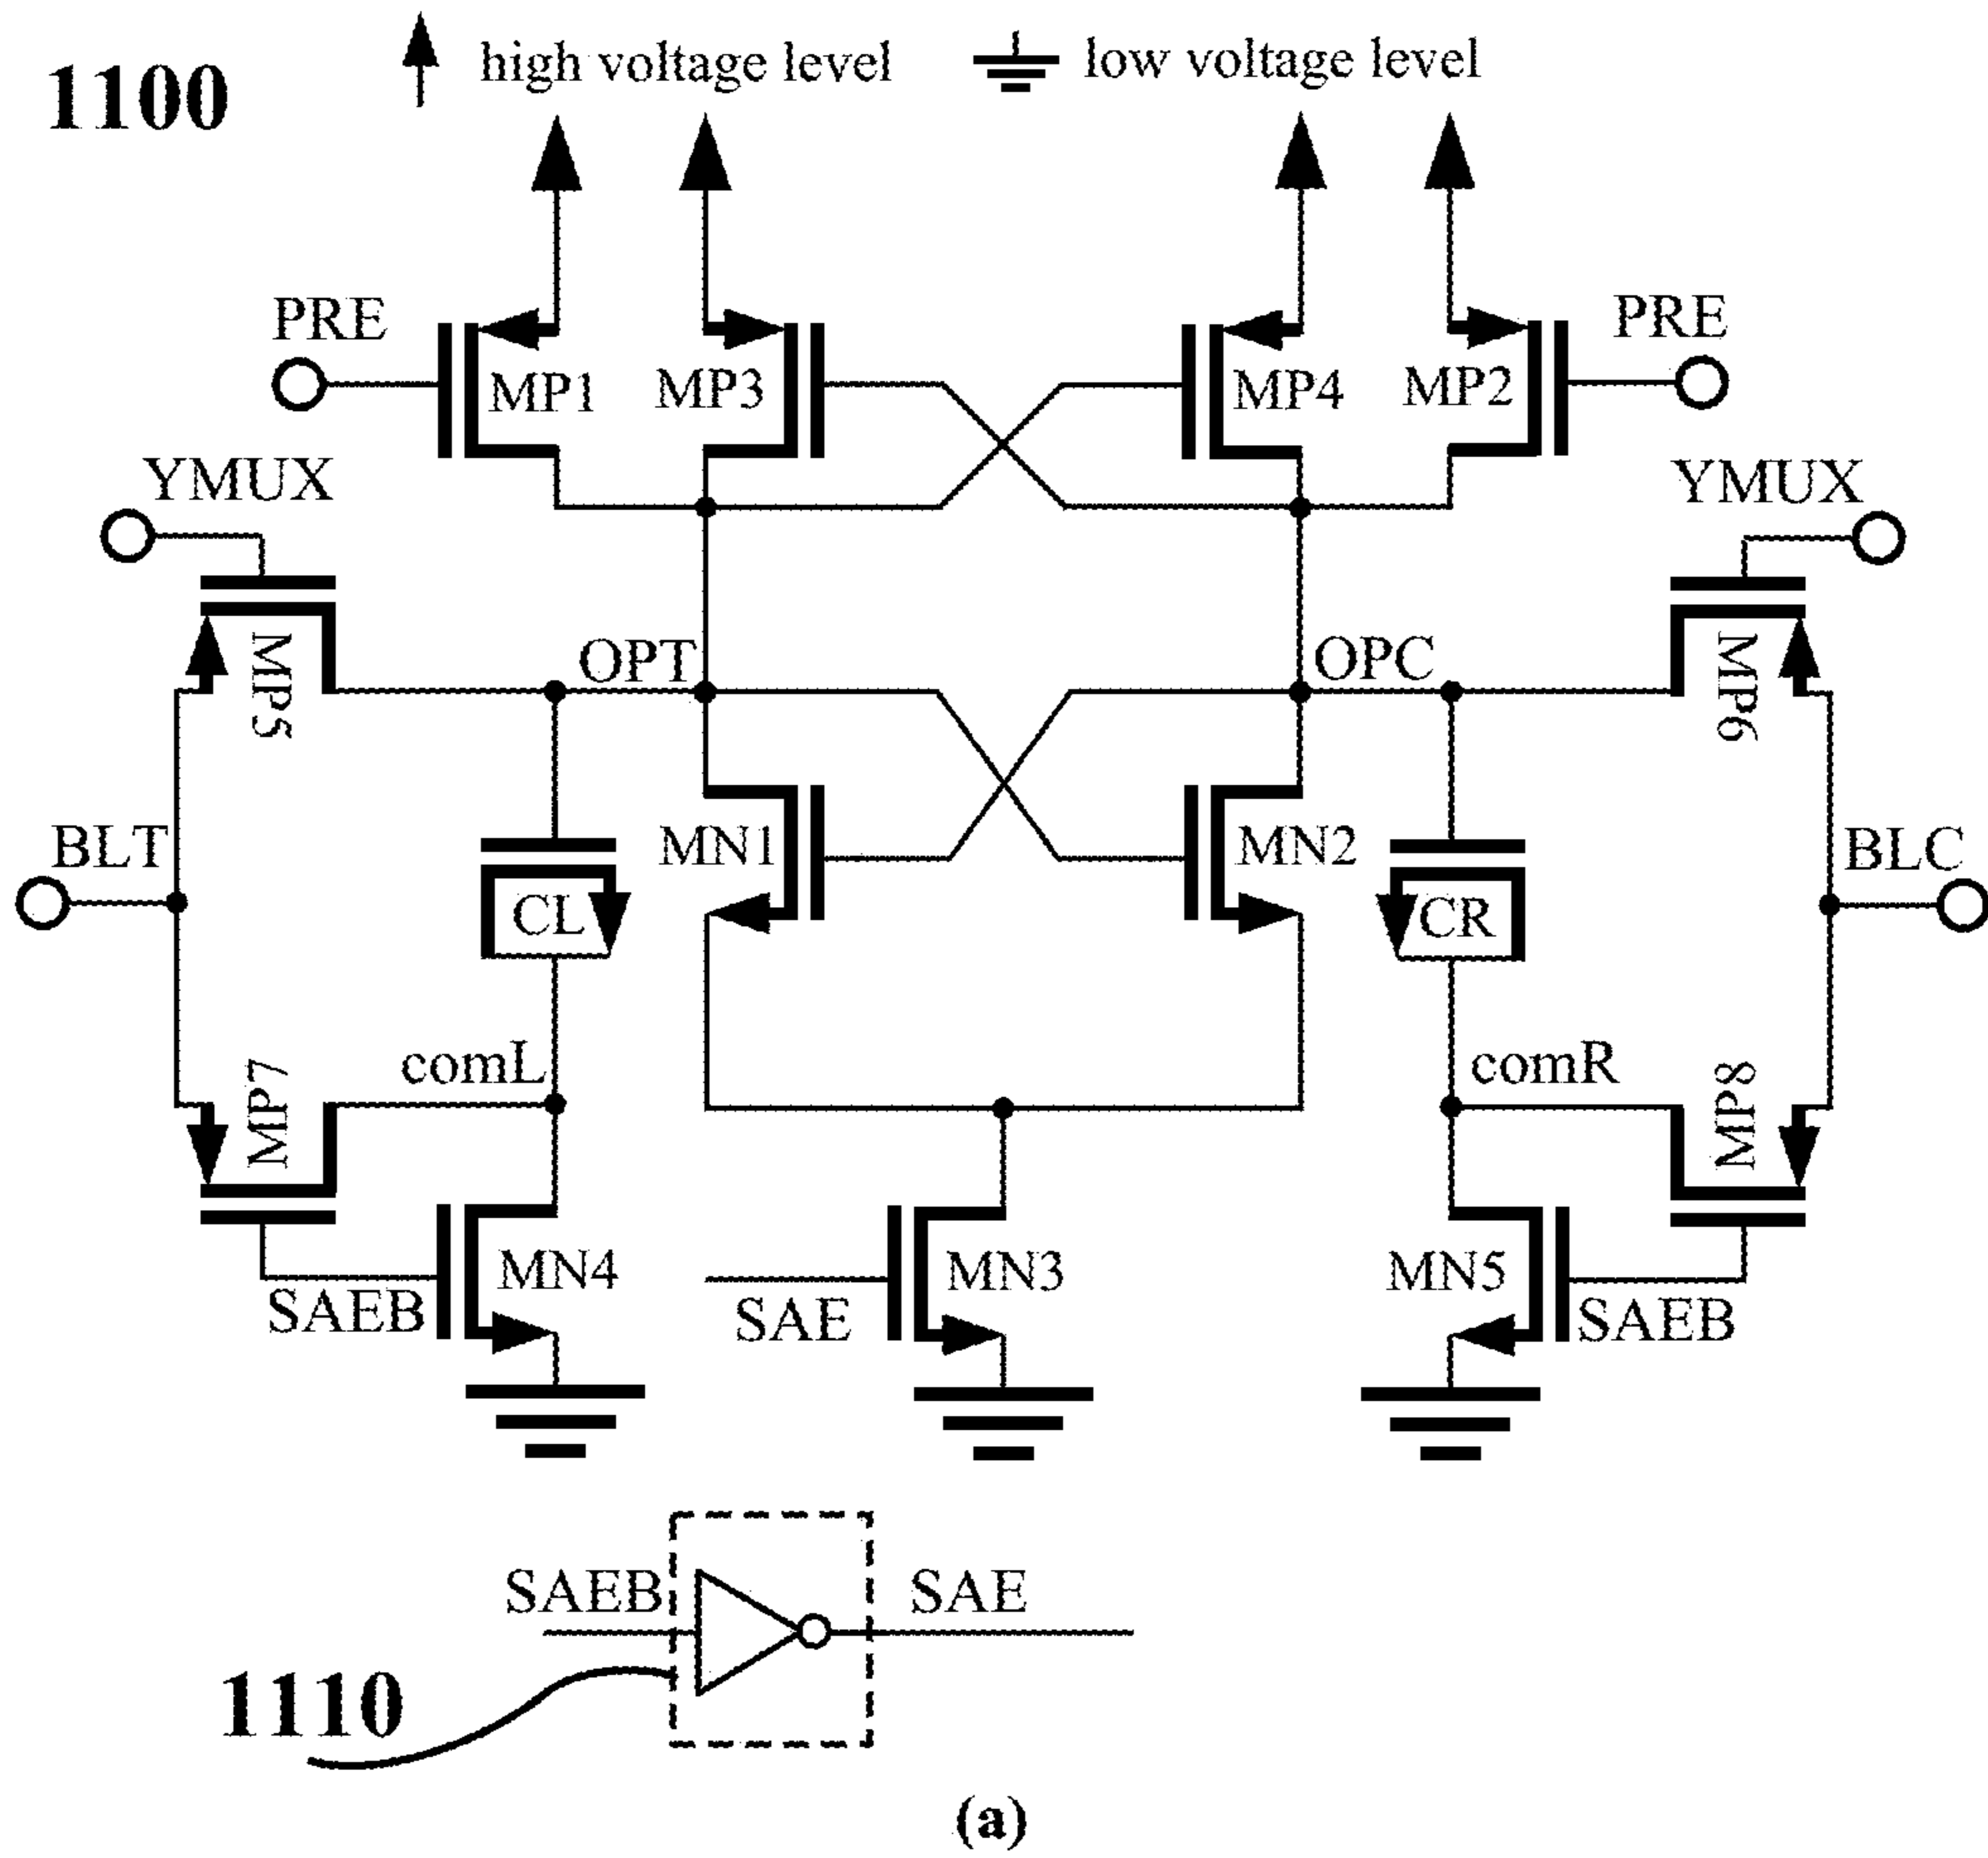 1100
high voltage level
low voltage level
PRE
PRE
MP1
MP3
MP4
MP2
YMUX
YMUX
MP5
OPT
OPC
MP6
BLT
CL
MN1
MN2
CR
BLC
MP7
comL
comR
MP8
SAEB
MN4
SAE
MN3
MN5
SAEB
SAEB
SAE
1110
(a)